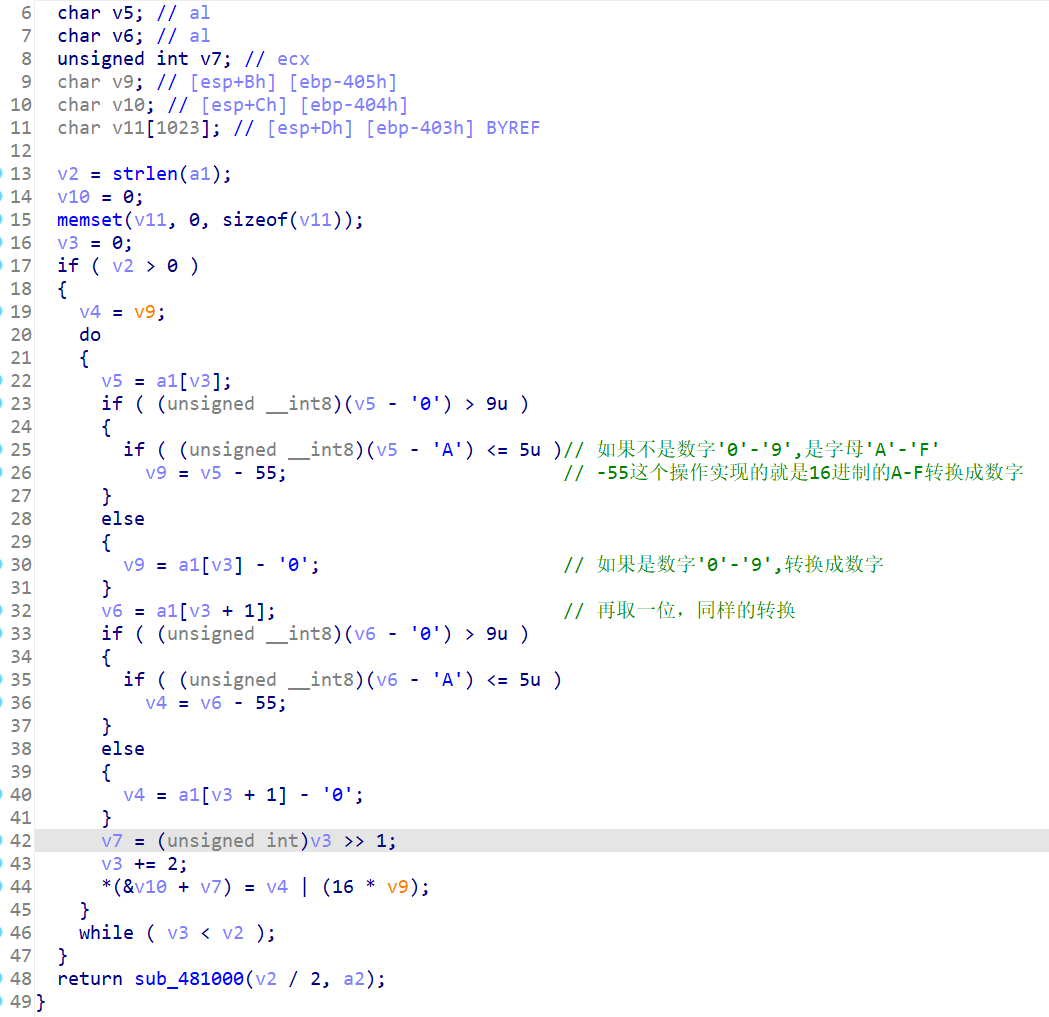 6 char v5; // al
7 char v6; // al
8 unsigned int v7; // ecx
9 char v9; // [esp+Bh] [ebp-405h]
10 char v10; // [esp+Ch] [ebp-404h]
11 char v11[1023]; // [esp+Dh] [ebp-403h] BYREF
12
13 v2 = strlen(a1);
14 v10 = 0;
15 memset(v11, 0, sizeof(v11));
16 v3 = 0;
17 if ( v2 > 0 )
18 {
19 v4 = v9;
20 do
21 {
22 v5 = a1[v3];
23 if ( (unsigned __int8)(v5 - '0') > 9u )
24 {
25 if ( (unsigned __int8)(v5 - 'A') <= 5u )// 如果不是数字'0'-'9',是字母'A'-'F'
26 v9 = v5 - 55; // -55这个操作实现的就是16进制的A-F转换成数字
27 }
28 else
29 {
30 v9 = a1[v3] - '0'; // 如果是数字'0'-'9',转换成数字
31 }
32 v6 = a1[v3 + 1]; // 再取一位，同样的转换
33 if ( (unsigned __int8)(v6 - '0') > 9u )
34 {
35 if ( (unsigned __int8)(v6 - 'A') <= 5u )
36 v4 = v6 - 55;
37 }
38 else
39 {
40 v4 = a1[v3 + 1] - '0';
41 }
42 v7 = (unsigned int)v3 >> 1;
43 v3 += 2;
44 *(&v10 + v7) = v4 | (16 * v9);
45 }
46 while ( v3 < v2 );
47 }
48 return sub_481000(v2 / 2, a2);
49 }